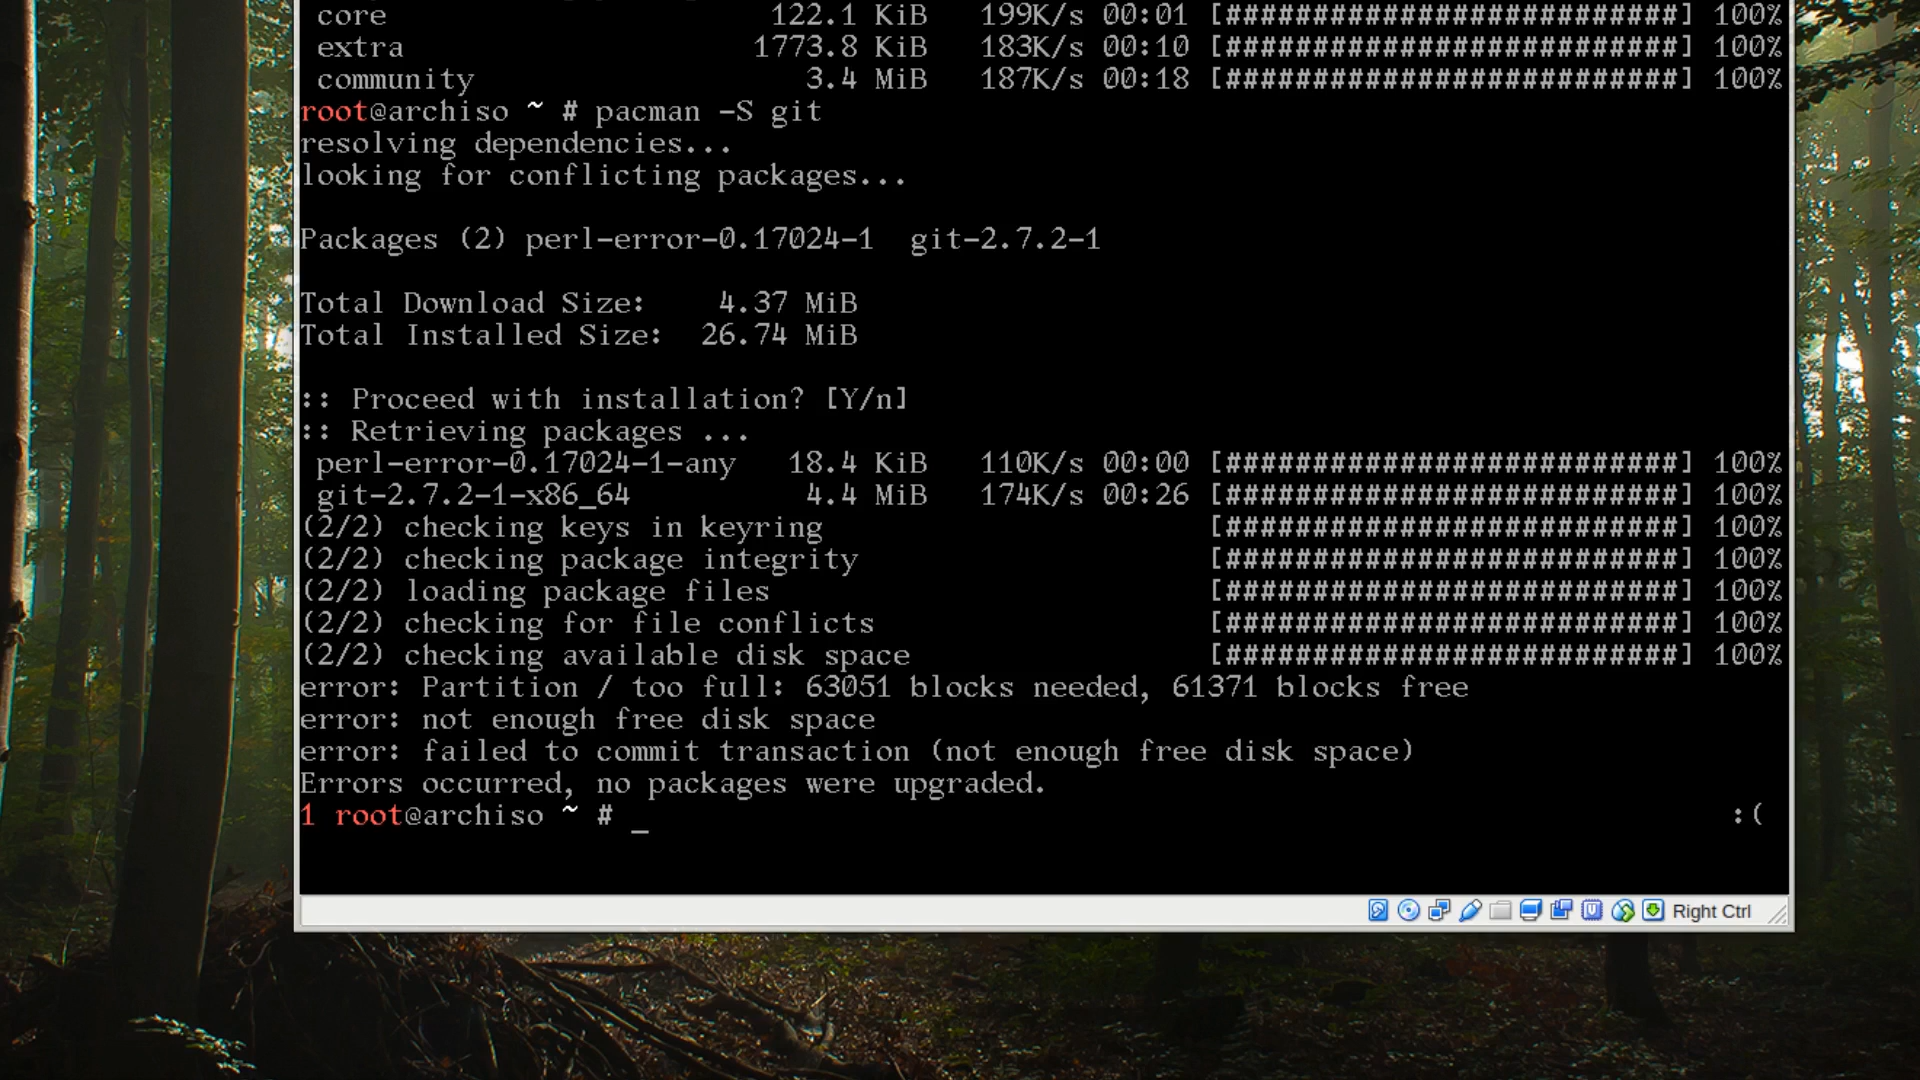 core 122.1 KiB 199K/s 00:01 [##########################] 100%
extra 1773.8 KiB 183K/s 00:10 [##########################] 100%
community 3.4 MiB 187K/s 00:18 [##########################] 100%
root@archiso ~ # pacman -S git
resolving dependencies...
looking for conflicting packages...
Packages (2) perl-error-0.17024-1  git-2.7.2-1
Total Download Size:    4.37 MiB
Total Installed Size:  26.74 MiB
:: Proceed with installation? [Y/n]
:: Retrieving packages ...
perl-error-0.17024-1-any 18.4 KiB 110K/s 00:00 [##########################] 100%
git-2.7.2-1-x86_64 4.4 MiB 174K/s 00:26 [##########################] 100%
(2/2) checking keys in keyring [##########################] 100%
(2/2) checking package integrity [##########################] 100%
(2/2) loading package files [##########################] 100%
(2/2) checking for file conflicts [##########################] 100%
(2/2) checking available disk space [##########################] 100%
error: Partition / too full: 63051 blocks needed, 61371 blocks free
error: not enough free disk space
error: failed to commit transaction (not enough free disk space)
Errors occurred, no packages were upgraded.
1 root@archiso ~ # _ :(
Right Ctrl